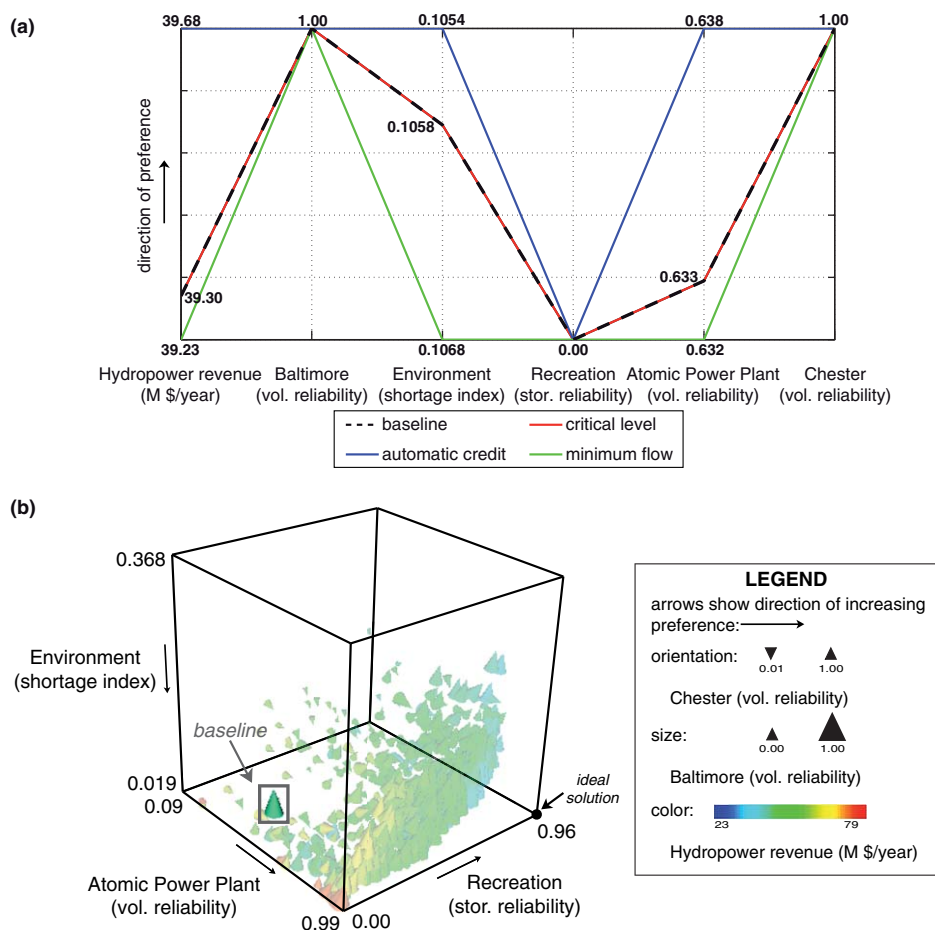 (a)
39.68 1.00 0.1054 0.638 1.00
direction of preference
0.1058
39.30
0.633
39.23 0.1068 0.00 0.632
Hydropower revenue Baltimore Environment Recreation Atomic Power Plant Chester
(M $/year) (vol. reliability) (shortage index) (stor. reliability) (vol. reliability) (vol. reliability)
baseline critical level
automatic credit minimum flow
(b)
0.368
Environment
(shortage index)
baseline
0.019
0.09
ideal
solution
0.96
Atomic Power Plant
(vol. reliability)
Recreation
(stor. reliability)
0.99 0.00
LEGEND
arrows show direction of increasing
preference:
orientation:
0.01 1.00
Chester (vol. reliability)
size:
0.00 1.00
Baltimore (vol. reliability)
color:
23 79
Hydropower revenue (M $/year)